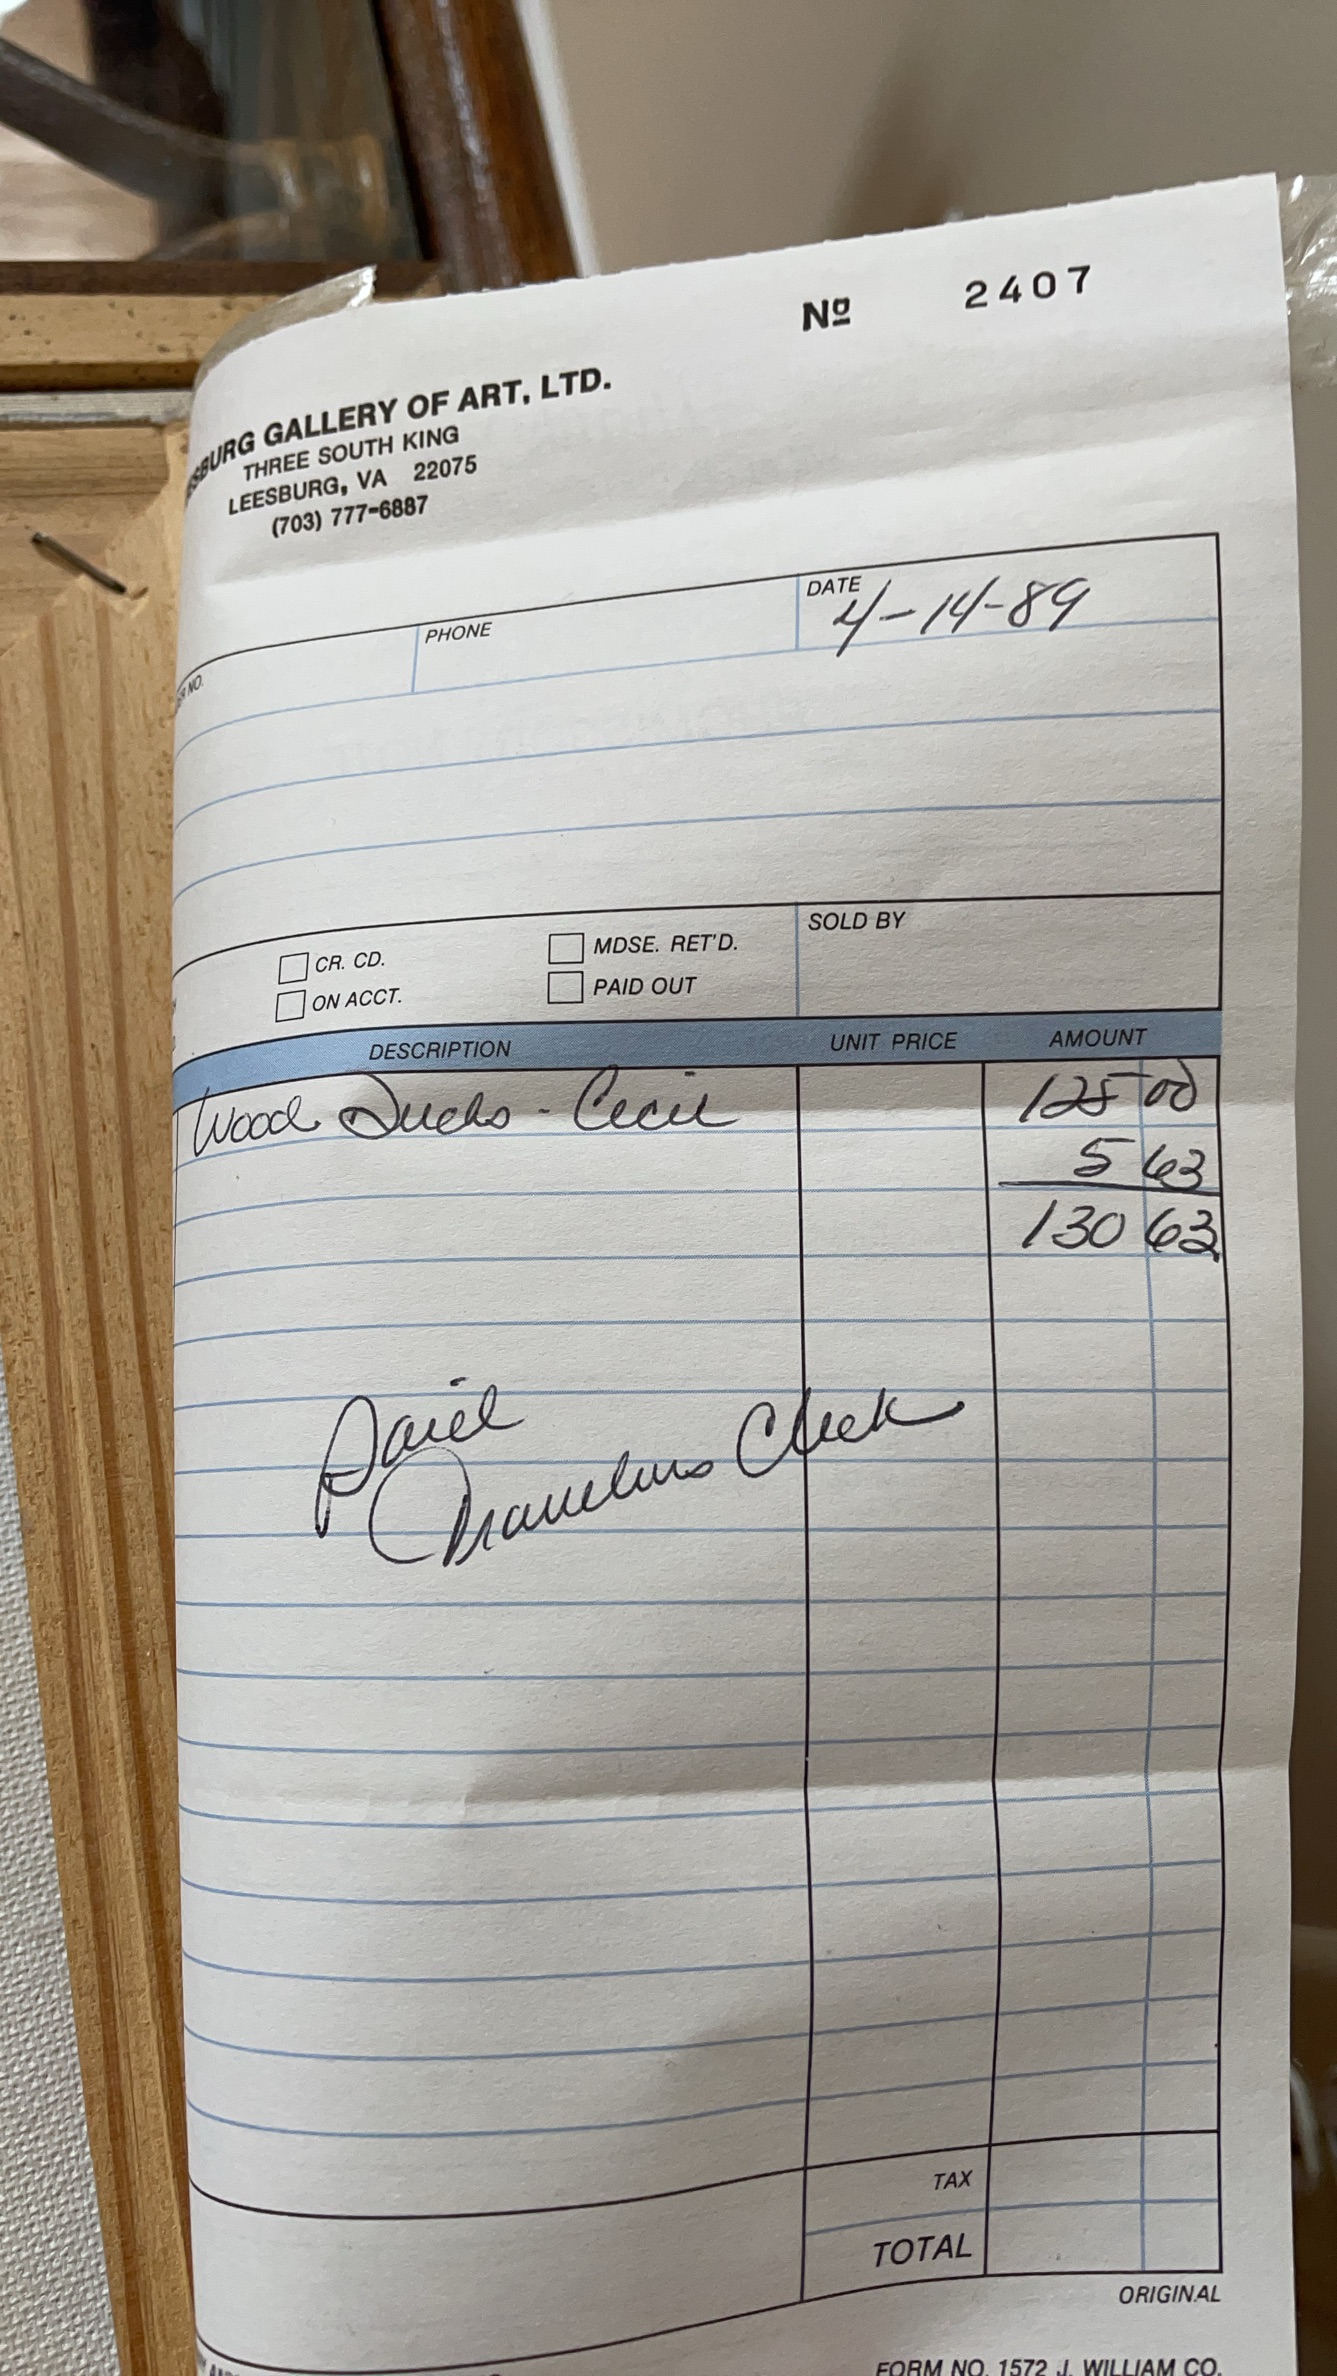 Nº 2407
SBURG GALLERY OF ART, LTD.
THREE SOUTH KING
LEESBURG, VA 22075
(703) 777-6887
NO.
PHONE
DATE
4-14-89
CR. CD.
MDSE. RET'D.
SOLD BY
ON ACCT.
PAID OUT
DESCRIPTION UNIT PRICE AMOUNT
Wood Ducks - Cecil 125 00
5 63
130 63
Paid
Travelers Check
TAX
TOTAL
ORIGINAL
FORM NO. 1572 J. WILLIAM CO.